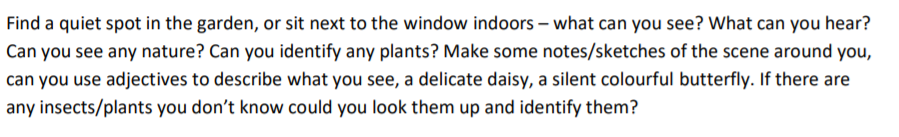 Find a quiet spot in the garden, or sit next to the window indoors – what can you see? What can you hear?
Can you see any nature? Can you identify any plants? Make some notes/sketches of the scene around you,
can you use adjectives to describe what you see, a delicate daisy, a silent colourful butterfly. If there are
any insects/plants you don’t know could you look them up and identify them?